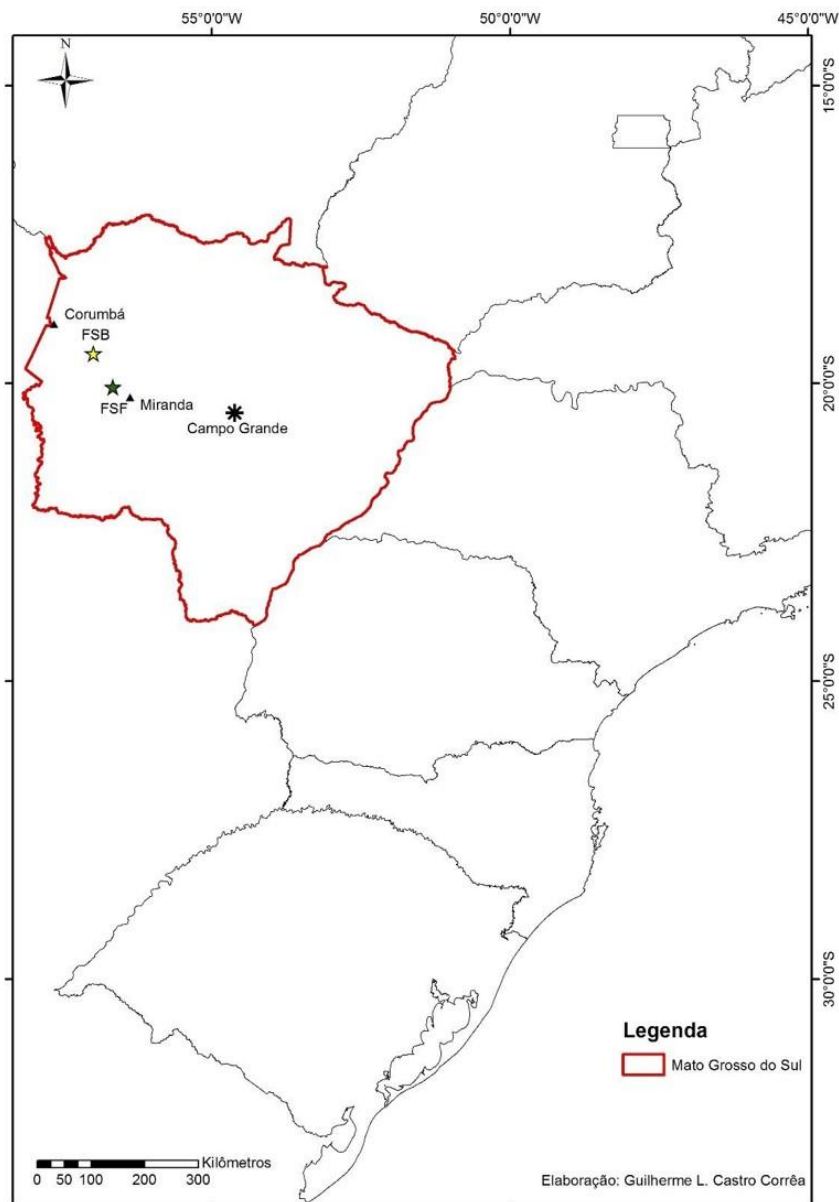 55°0'0"W 50°0'0"W 45°0'0"W
N
15°0'0"S
Corumbá
FSB
20°0'0"S
FSF
Miranda
Campo Grande
25°0'0"S
30°0'0"S
Legenda
Mato Grosso do Sul
Kilômetros
0 50 100 200 300
Elaboração: Guilherme L. Castro Corrêa